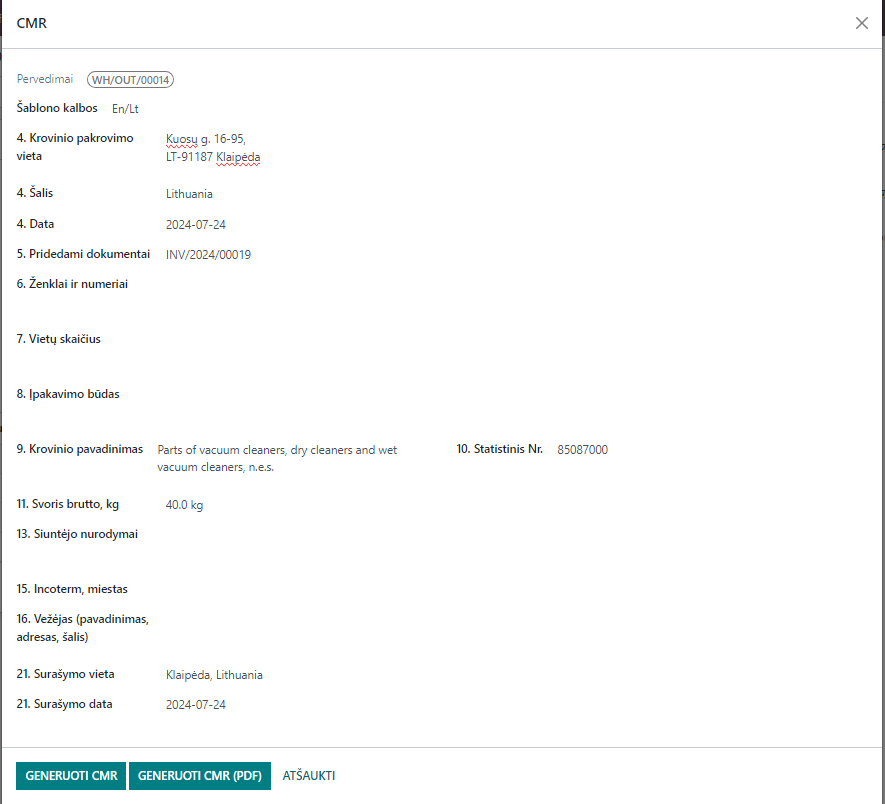 CMR
Pervedimai WH/OUT/00014
Šablono kalbos En/Lt
4. Krovinio pakrovimo vieta
Kuosų g. 16-95,
LT-91187 Klaipėda
4. Šalis Lithuania
4. Data 2024-07-24
5. Pridedami dokumentai INV/2024/00019
6. Ženklai ir numeriai
7. Vietų skaičius
8. Įpakavimo būdas
9. Krovinio pavadinimas Parts of vacuum cleaners, dry cleaners and wet
vacuum cleaners, n.e.s.
10. Statistinis Nr. 85087000
11. Svoris brutto, kg 40.0 kg
13. Siuntėjo nurodymai
15. Incoterm, miestas
16. Vežėjas (pavadinimas,
adresas, šalis)
21. Surašymo vieta Klaipėda, Lithuania
21. Surašymo data 2024-07-24
GENERUOTI CMR GENERUOTI CMR (PDF) ATŠAUKTI